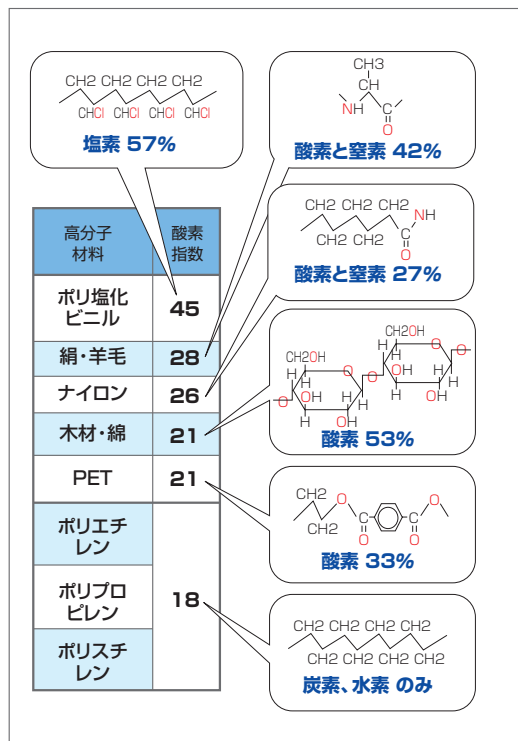 CH2 CH2 CH2 CH2
CHCl CHCl CHCl CHCl
塩素 57%
CH3
CH
NH C
O
酸素と窒素 42%
CH2 CH2 CH2 NH
C
CH2 CH2 O
酸素と窒素 27%
高分子
材料
酸素
指数
ポリ塩化
ビニル
45
絹・羊毛
28
ナイロン
26
木材・綿
21
PET
21
ポリエチ
レン
ポリプロ
ピレン
18
ポリスチ
レン
CH2OH
O
O
H
H
H
OH
H
OH
CH2OH
O
O
H
H
H
OH
H
OH
O
酸素 53%
CH2 O O
CH2 C C
O O
酸素 33%
CH2 CH2 CH2 CH2
CH2 CH2 CH2 CH2
炭素、水素 のみ